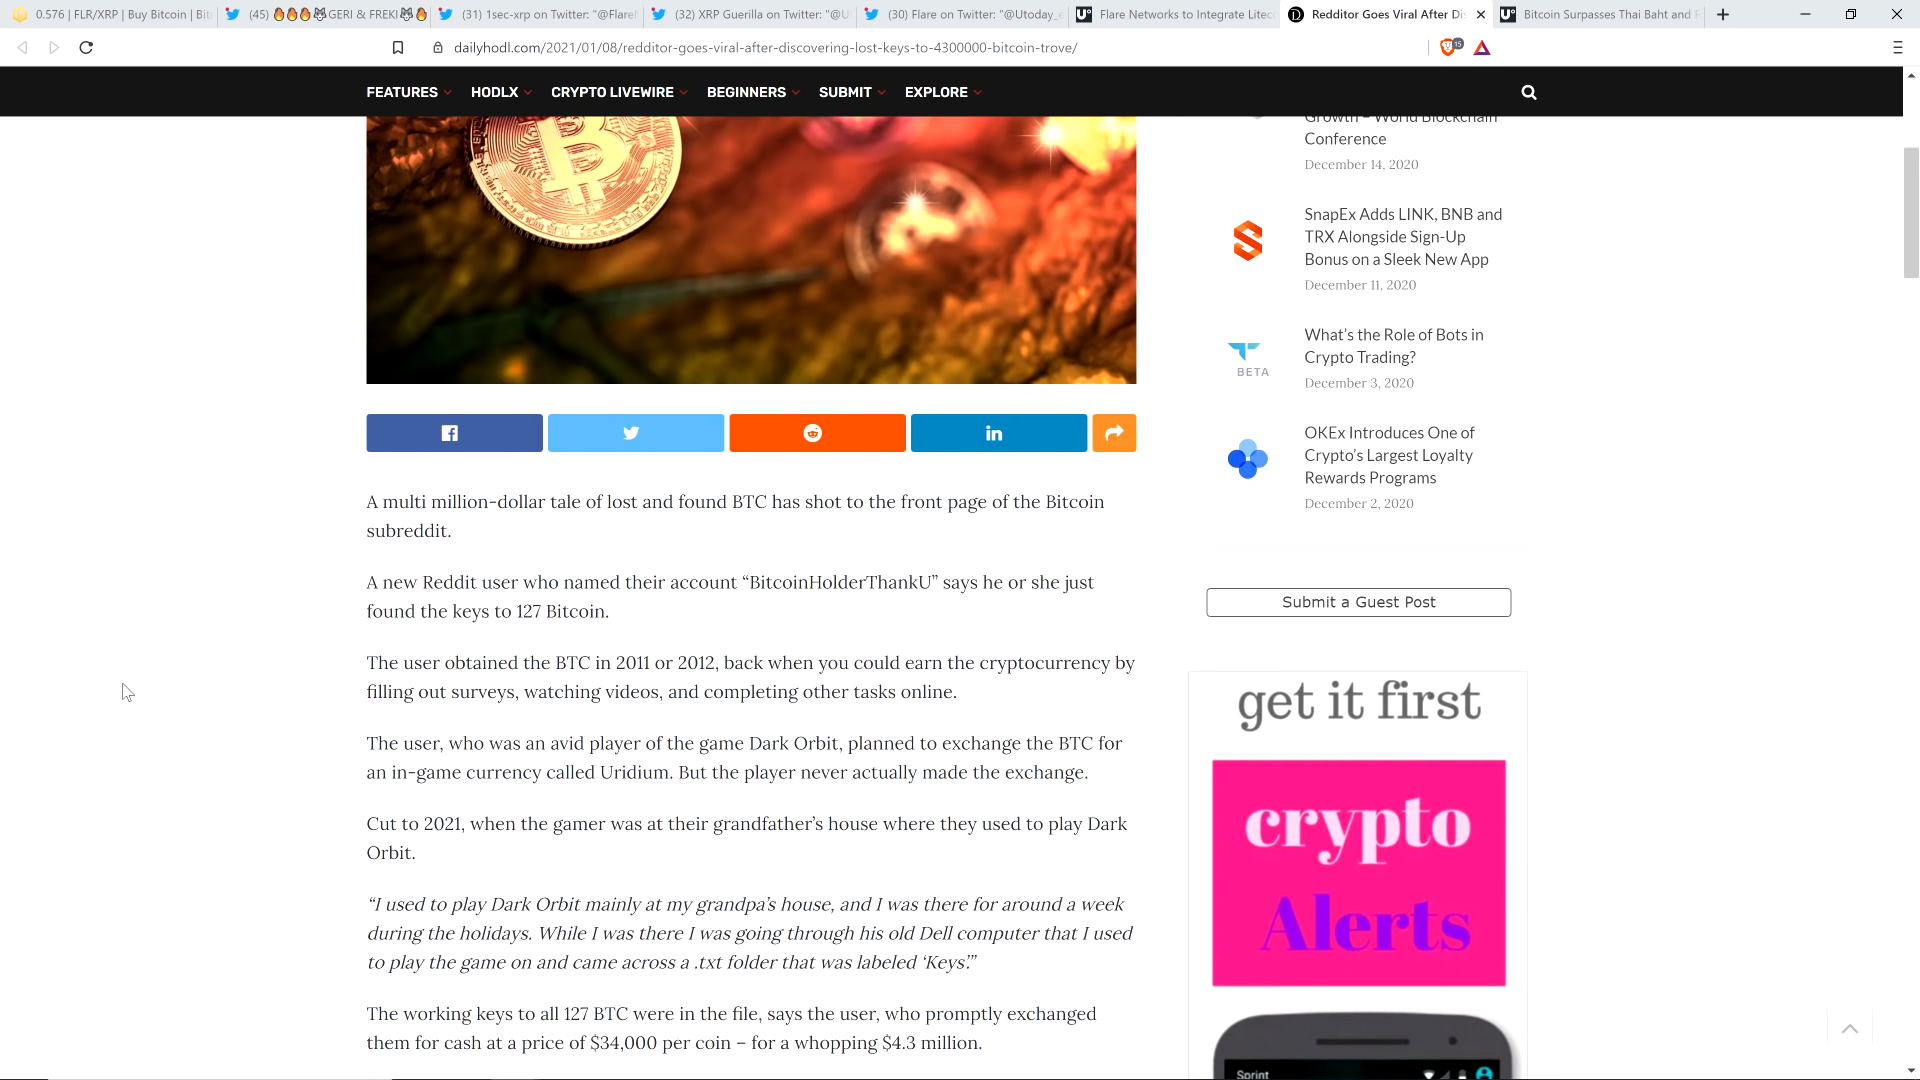 0.576 | FLR/XRP | Buy Bitcoin | Bit
(45) 🔥🔥🔥🐺GERI & FREKI🐺🔥
(31) 1sec-xrp on Twitter: "@Flare
(32) XRP Guerilla on Twitter: "@U
(30) Flare on Twitter: "@Utoday_e
Flare Networks to Integrate Litec
Redditor Goes Viral After Di
Bitcoin Surpasses Thai Baht and
dailyhodl.com/2021/01/08/redditor-goes-viral-after-discovering-lost-keys-to-4300000-bitcoin-trove/
15
FEATURES HODLX CRYPTO LIVEWIRE BEGINNERS SUBMIT EXPLORE
Growth – World Blockchain
Conference
December 14, 2020
SnapEx Adds LINK, BNB and
TRX Alongside Sign-Up
Bonus on a Sleek New App
December 11, 2020
What's the Role of Bots in
Crypto Trading?
December 3, 2020
BETA
OKEx Introduces One of
Crypto's Largest Loyalty
Rewards Programs
December 2, 2020
Submit a Guest Post
get it first
crypto
Alerts
Sprint
A multi million-dollar tale of lost and found BTC has shot to the front page of the Bitcoin
subreddit.
A new Reddit user who named their account “BitcoinHolderThankU” says he or she just
found the keys to 127 Bitcoin.
The user obtained the BTC in 2011 or 2012, back when you could earn the cryptocurrency by
filling out surveys, watching videos, and completing other tasks online.
The user, who was an avid player of the game Dark Orbit, planned to exchange the BTC for
an in-game currency called Uridium. But the player never actually made the exchange.
Cut to 2021, when the gamer was at their grandfather's house where they used to play Dark
Orbit.
“I used to play Dark Orbit mainly at my grandpa's house, and I was there for around a week
during the holidays. While I was there I was going through his old Dell computer that I used
to play the game on and came across a .txt folder that was labeled ‘Keys’.”
The working keys to all 127 BTC were in the file, says the user, who promptly exchanged
them for cash at a price of $34,000 per coin – for a whopping $4.3 million.